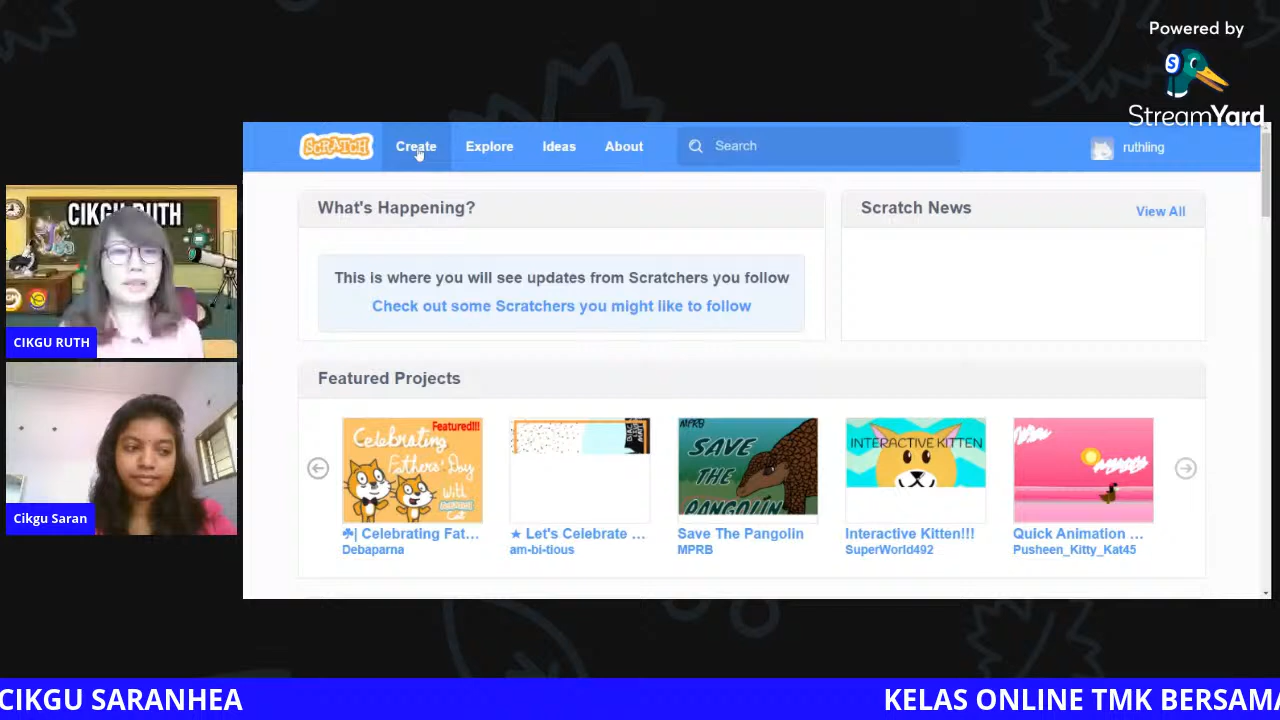 Powered by
StreamYard
SCRATCH
Create
Explore
Ideas
About
Search
ruthling
What's Happening?
Scratch News
View All
This is where you will see updates from Scratchers you follow
Check out some Scratchers you might like to follow
CIKGU RUTH
CIKGU RUTH
Cikgu Saran
Featured Projects
Featured!!!
Celebrating
Fathers' Day
With
MPRB
SAVE
THE
PANGOLIN
INTERACTIVE KITTEN
☘| Celebrating Fat...
Debaparna
★ Let's Celebrate ...
am-bi-tious
Save The Pangolin
MPRB
Interactive Kitten!!!
SuperWorld492
Quick Animation ...
Pusheen_Kitty_Kat45
CIKGU SARANHEA
KELAS ONLINE TMK BERSAMA